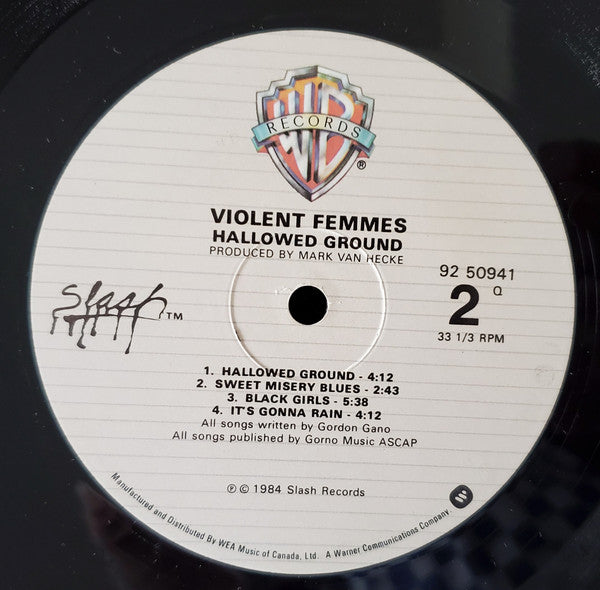 WB
RECORDS
®
VIOLENT FEMMES
HALLOWED GROUND
PRODUCED BY MARK VAN HECKE
Slash TM
92 50941
2 Q
33 1/3 RPM
1. HALLOWED GROUND - 4:12
2. SWEET MISERY BLUES - 2:43
3. BLACK GIRLS - 5:38
4. IT'S GONNA RAIN - 4:12
All songs written by Gordon Gano
All songs published by Gorno Music ASCAP
℗ © 1984 Slash Records
Manufactured and Distributed By WEA Music of Canada, Ltd. A Warner Communications Company.